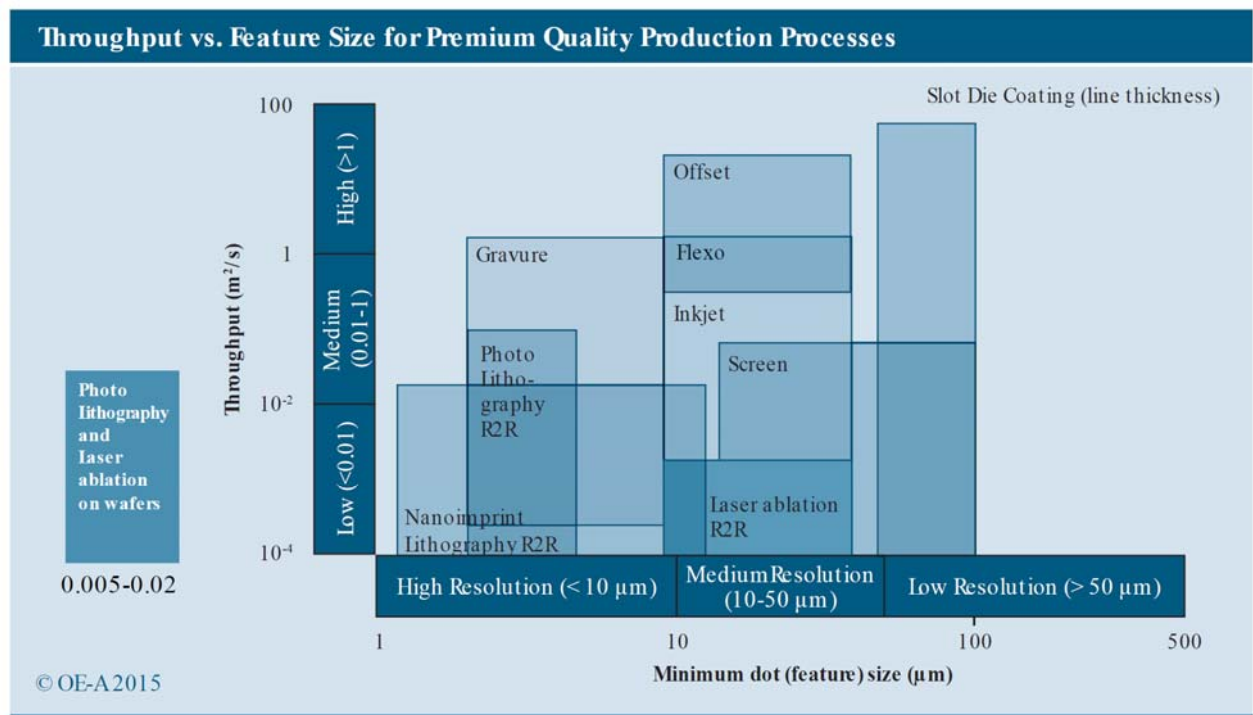 Throughput vs. Feature Size for Premium Quality Production Processes
Slot Die Coating (line thickness)
100
High (>1)
Offset
Throughput (m²/s)
1
Gravure
Flexo
Medium
(0.01-1)
Inkjet
Photo
Litho-
graphy
R2R
Screen
Photo
lithography
and
laser
ablation
on wafers
10-2
Low (<0.01)
Laser ablation
R2R
Nanoimprint
Lithography R2R
10-4
0.005-0.02
High Resolution (< 10 µm)
Medium Resolution
(10-50 µm)
Low Resolution (> 50 µm)
1
10
100
500
Minimum dot (feature) size (µm)
© OE-A 2015